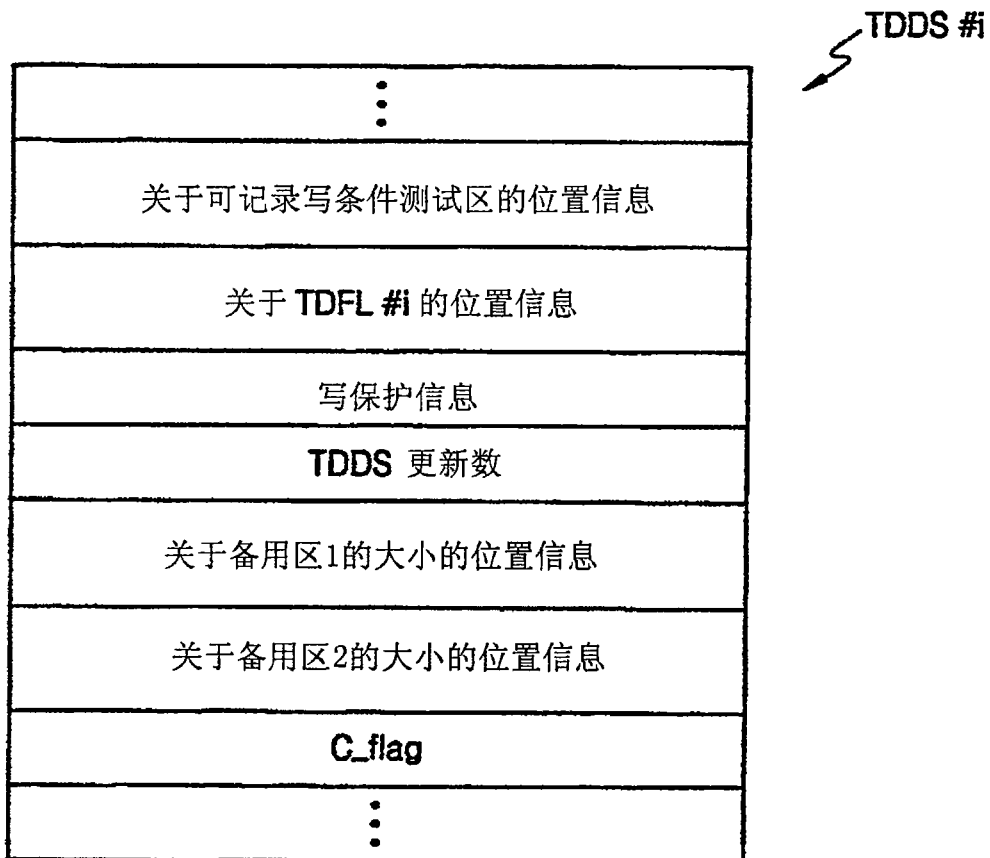 TDDS #i
关于可记录写条件测试区的位置信息
关于 TDFL #i 的位置信息
写保护信息
TDDS 更新数
关于备用区1的大小的位置信息
关于备用区2的大小的位置信息
C_flag